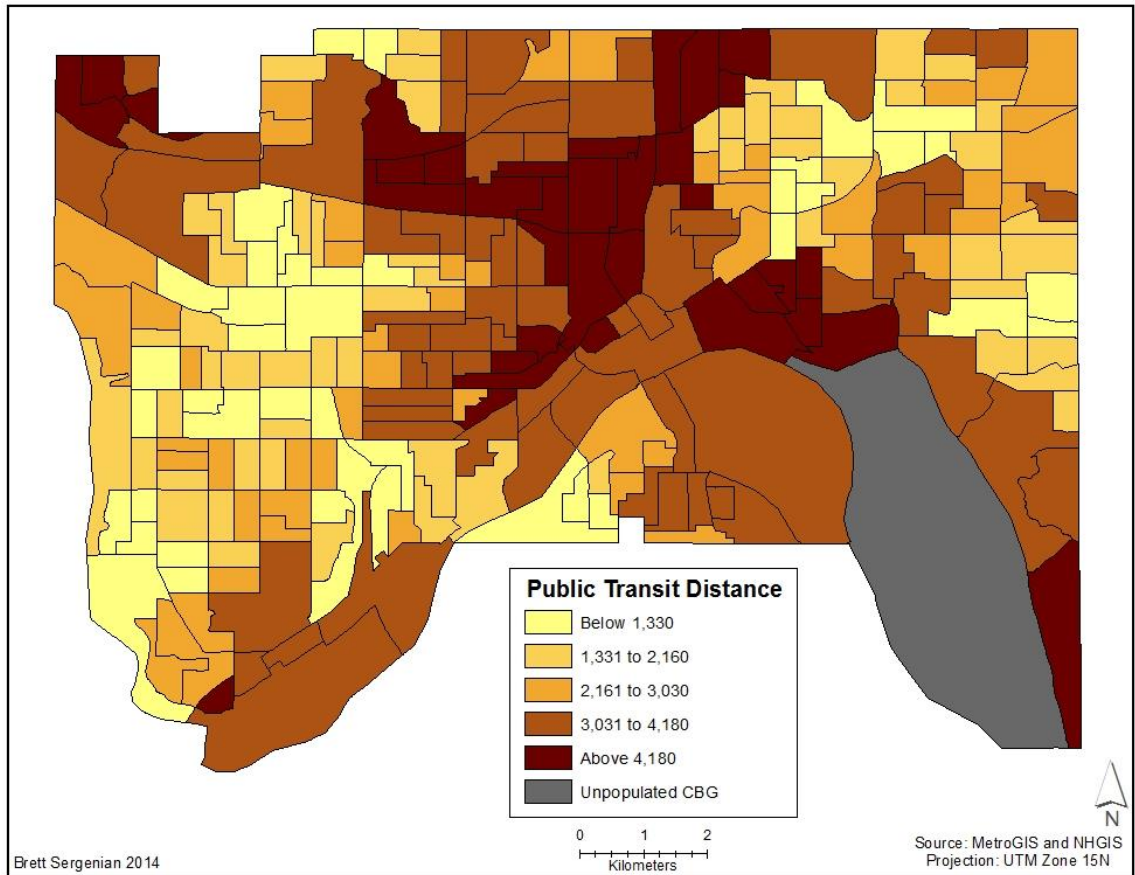 Public Transit Distance
Below 1,330
1,331 to 2,160
2,161 to 3,030
3,031 to 4,180
Above 4,180
Unpopulated CBG
0 1 2
Kilometers
N
Brett Sergenian 2014
Source: MetroGIS and NHGIS
Projection: UTM Zone 15N